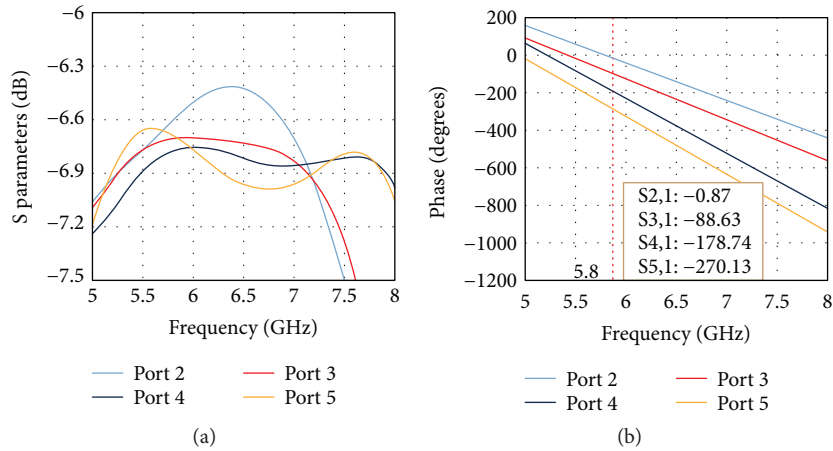 −6
−6.3
−6.6
−6.9
−7.2
−7.5
S parameters (dB)
5 5.5 6 6.5 7 7.5 8
Frequency (GHz)
Port 2 Port 3
Port 4 Port 5
(a)
200
0
−200
−400
−600
−800
−1000
−1200
Phase (degrees)
S2,1: −0.87
S3,1: −88.63
S4,1: −178.74
S5,1: −270.13
5.8
5 5.5 6 6.5 7 7.5 8
Frequency (GHz)
Port 2 Port 3
Port 4 Port 5
(b)